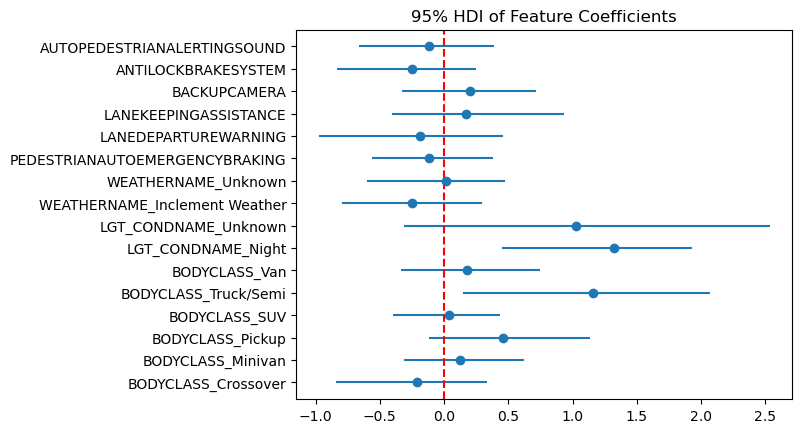 95% HDI of Feature Coefficients
AUTOPEDESTRIANALERTINGSOUND
ANTILOCKBRAKESYSTEM
BACKUPCAMERA
LANEKEEPINGASSISTANCE
LANEDEPARTUREWARNING
PEDESTRIANAUTOEMERGENCYBRAKING
WEATHERNAME_Unknown
WEATHERNAME_Inclement Weather
LGT_CONDNAME_Unknown
LGT_CONDNAME_Night
BODYCLASS_Van
BODYCLASS_Truck/Semi
BODYCLASS_SUV
BODYCLASS_Pickup
BODYCLASS_Minivan
BODYCLASS_Crossover
−1.0 −0.5 0.0 0.5 1.0 1.5 2.0 2.5